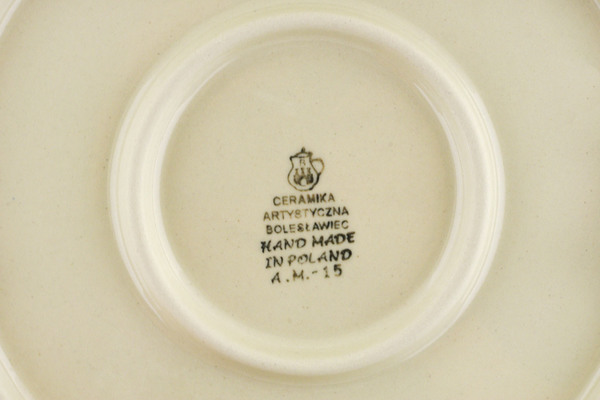 CERAMIKA
ARTYSTYCZNA
BOLESŁAWIEC
HAND MADE
IN POLAND
A.M.-15